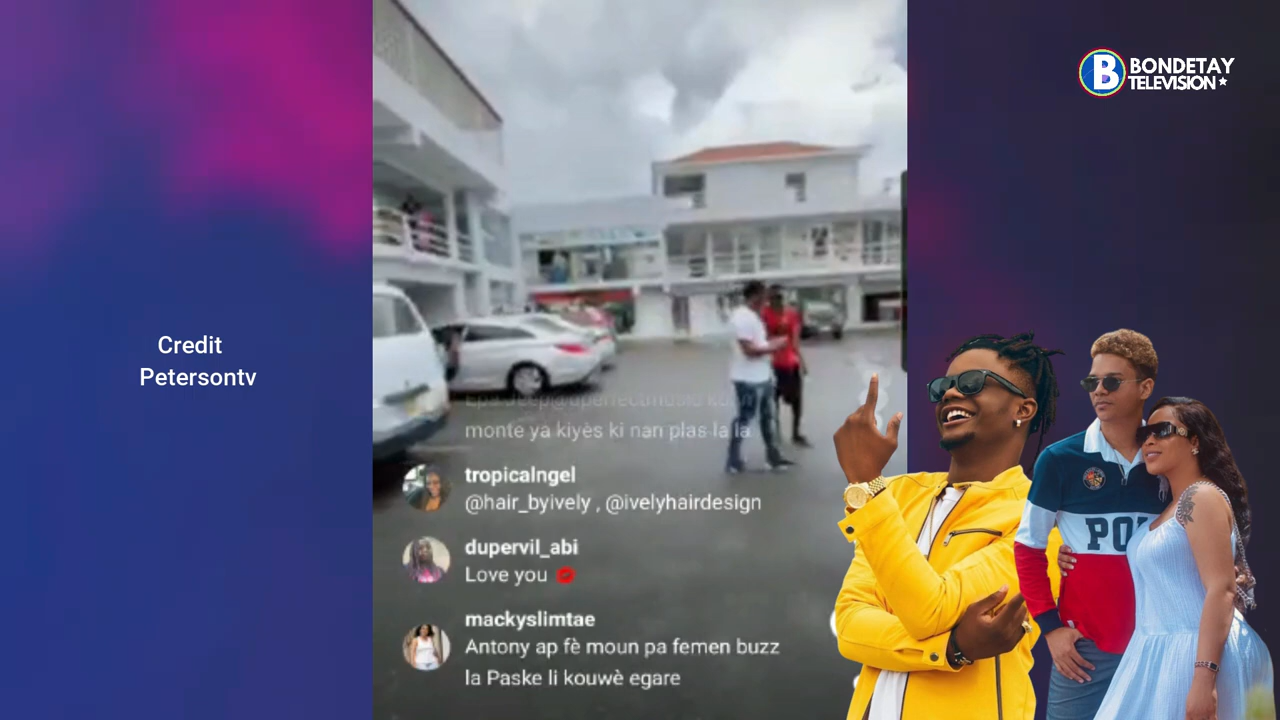 Credit
Petersontv
BONDETAY
TELEVISION
monte ya kiyès ki nan plas la la
tropicalngel
@hair_byively , @ivelyhairdesign
dupervil_abi
Love you
mackyslimtae
Antony ap fè moun pa femen buzz
la Paske li kouwè egare